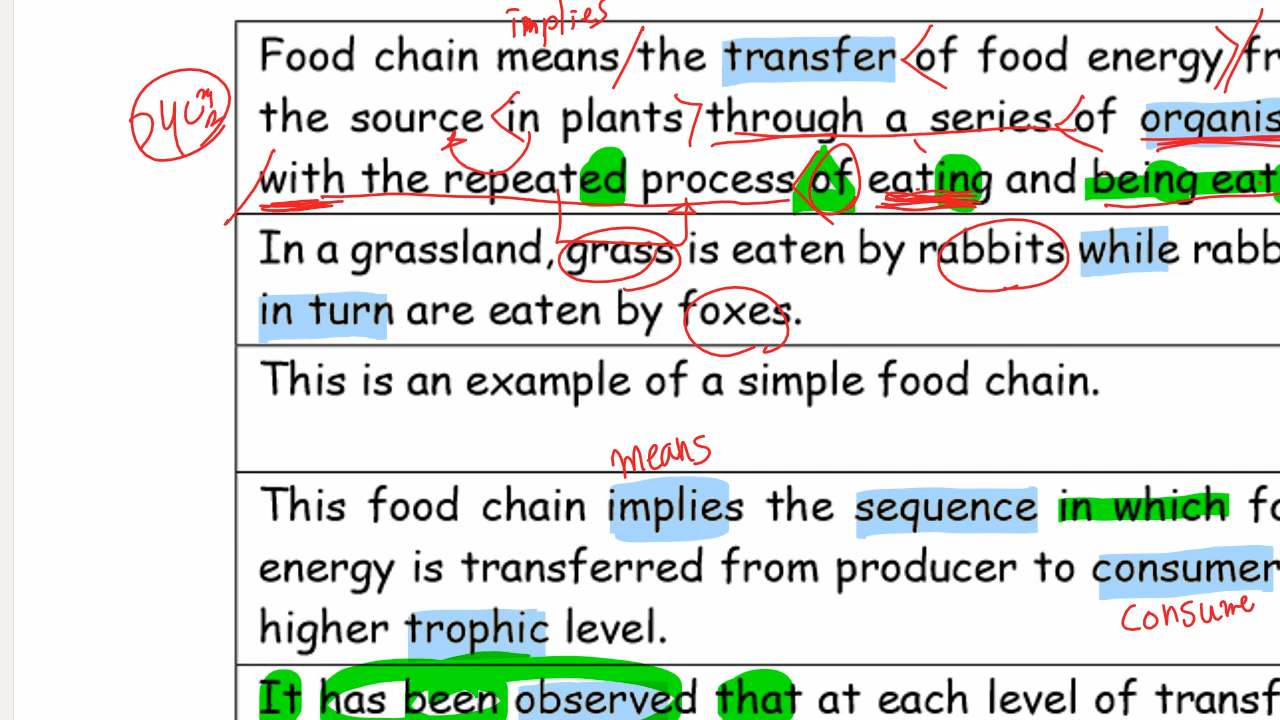 implies
Food chain means the transfer of food energy fr
the source in plants through a series of organis
with the repeated process of eating and being eat
In a grassland, grass is eaten by rabbits while rabb
in turn are eaten by foxes.
This is an example of a simple food chain.
means
This food chain implies the sequence in which fo
energy is transferred from producer to consumer
consume
higher trophic level.
It has been observed that at each level of transf